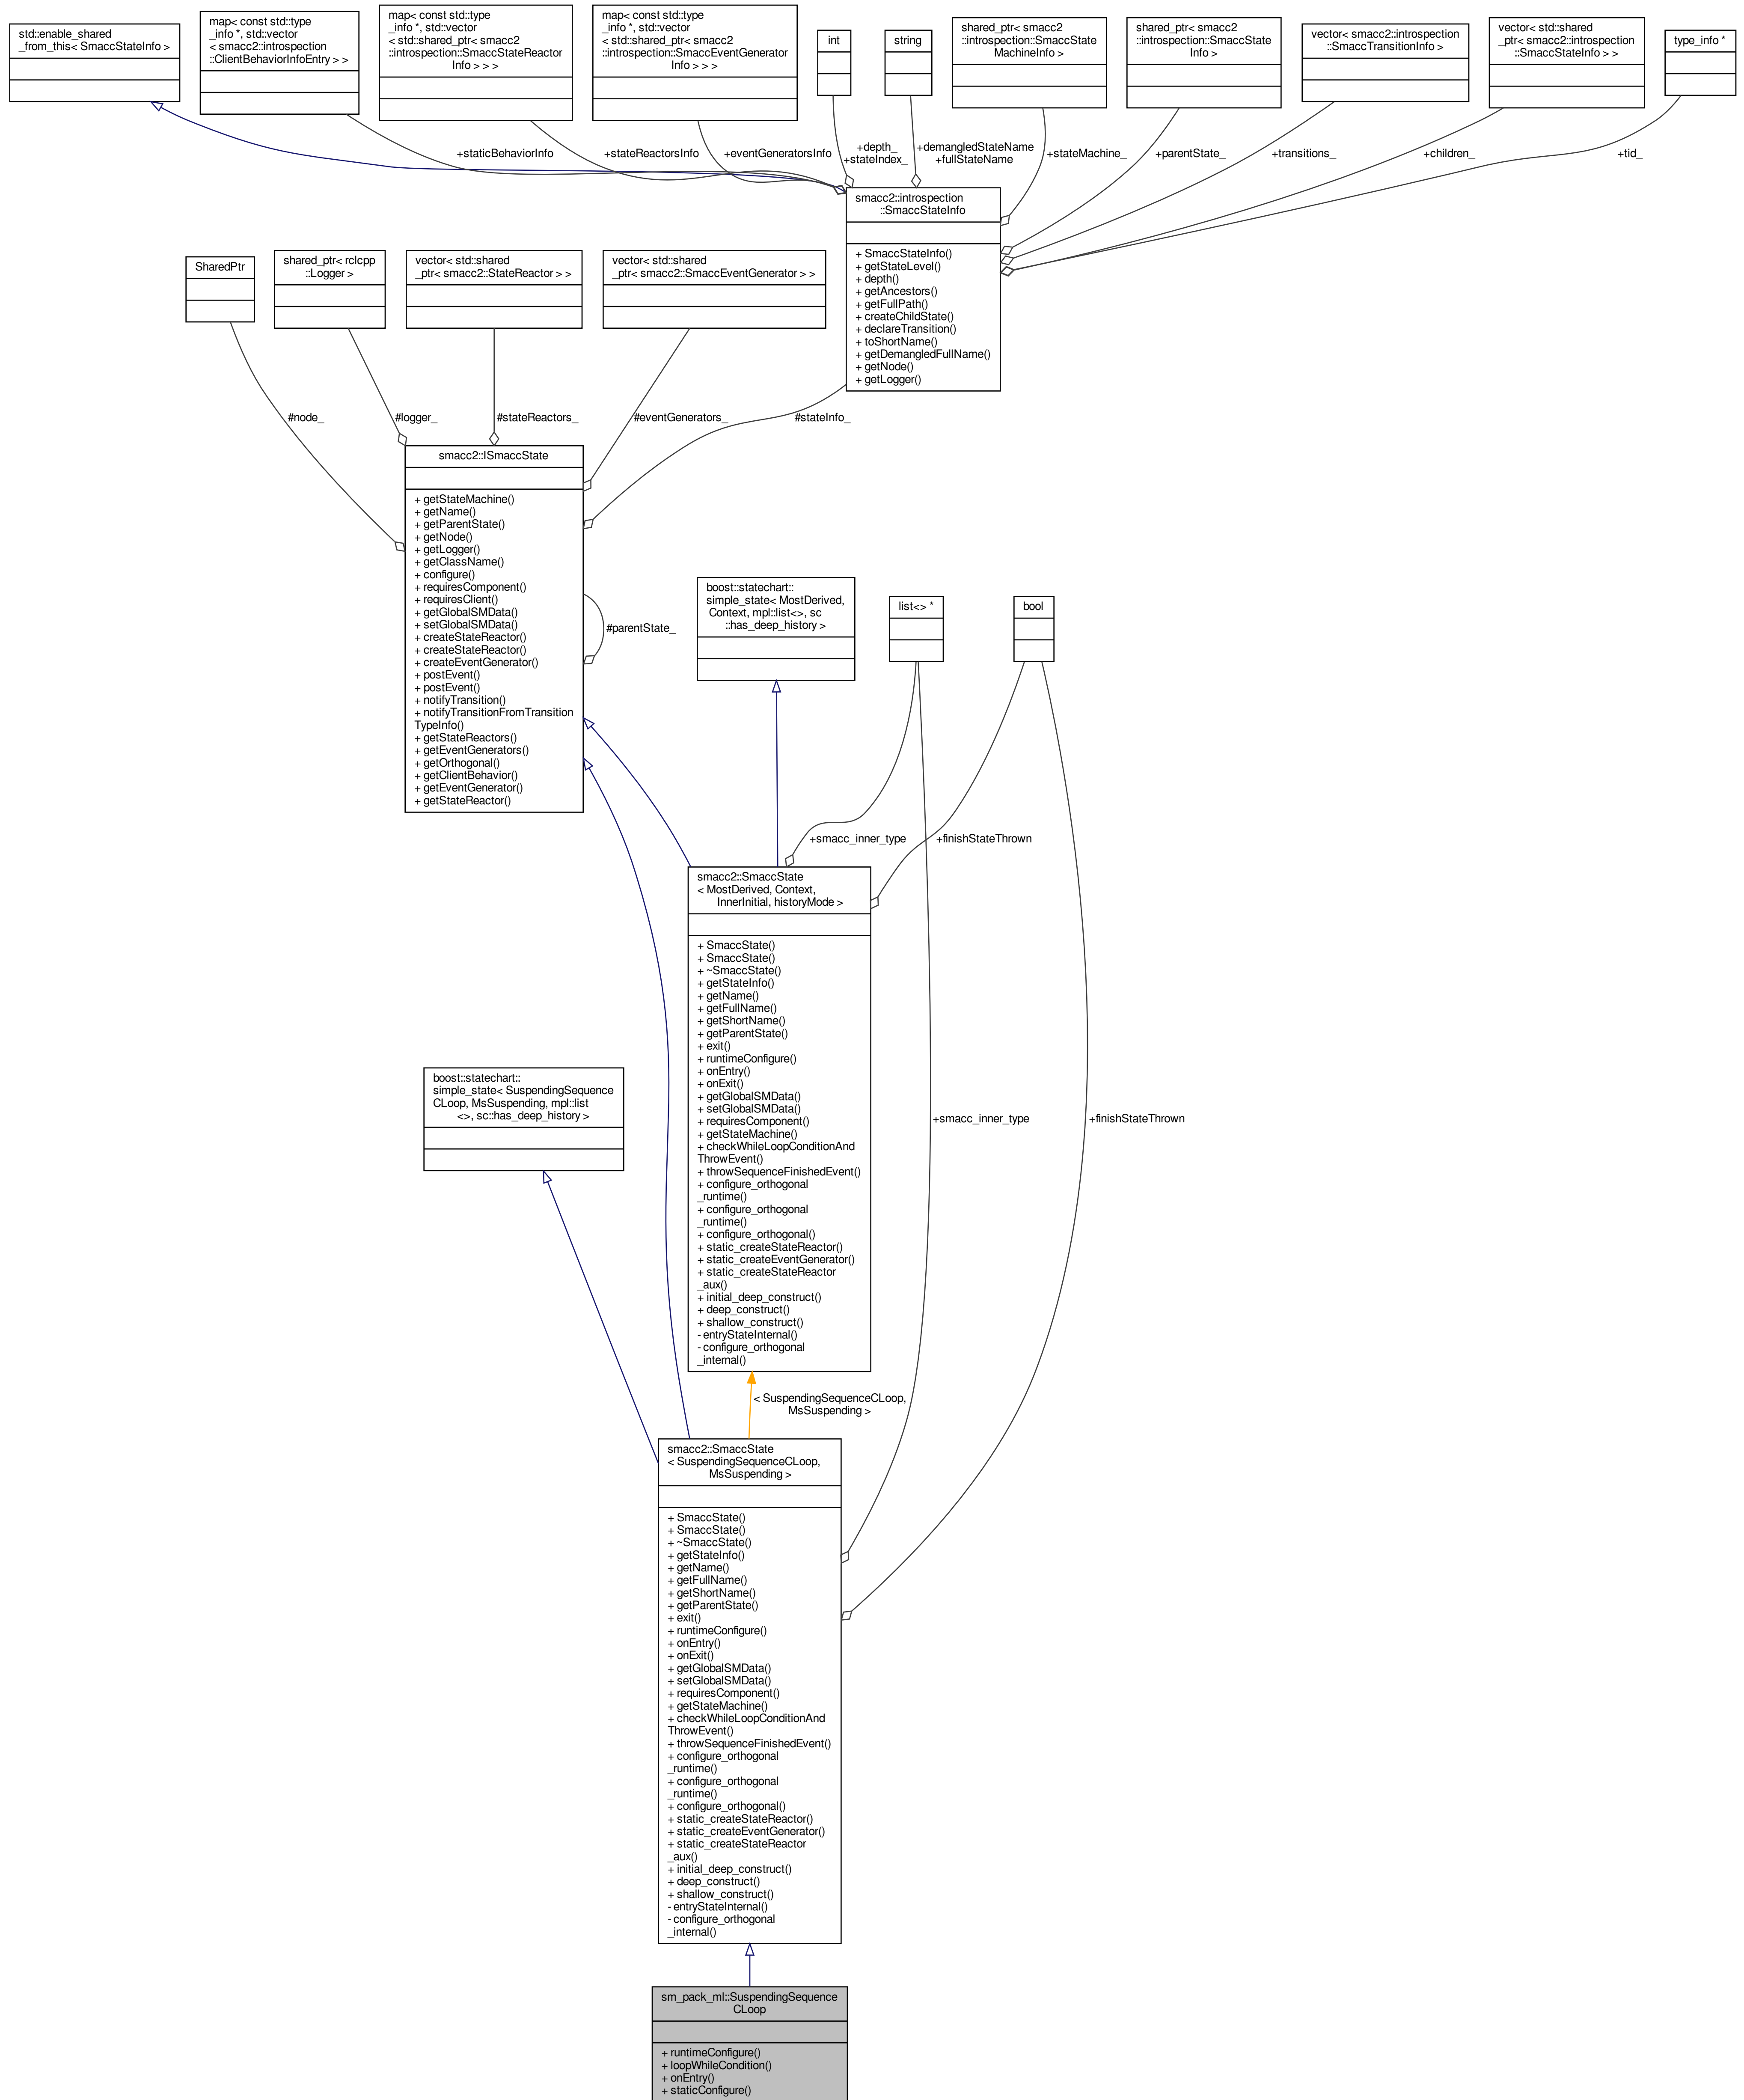 std::enable_shared
_from_this< SmaccStateInfo >
map< const std::type
_info *, std::vector
< smacc2::introspection
::ClientBehaviorInfoEntry > >
map< const std::type
_info *, std::vector
< std::shared_ptr< smacc2
::introspection::SmaccStateReactor
Info > > >
map< const std::type
_info *, std::vector
< std::shared_ptr< smacc2
::introspection::SmaccEventGenerator
Info > > >
int
string
shared_ptr< smacc2
::introspection::SmaccState
MachineInfo >
shared_ptr< smacc2
::introspection::SmaccState
Info >
vector< smacc2::introspection
::SmaccTransitionInfo >
vector< std::shared
_ptr< smacc2::introspection
::SmaccStateInfo > >
type_info *
+staticBehaviorInfo
+stateReactorsInfo
+eventGeneratorsInfo
+depth_
+stateIndex_
+demangledStateName
+fullStateName
+stateMachine_
+parentState_
+transitions_
+children_
+tid_
smacc2::introspection
::SmaccStateInfo
+ SmaccStateInfo()
+ getStateLevel()
+ depth()
+ getAncestors()
+ getFullPath()
+ createChildState()
+ declareTransition()
+ toShortName()
+ getDemangledFullName()
+ getNode()
+ getLogger()
SharedPtr
shared_ptr< rclcpp
::Logger >
vector< std::shared
_ptr< smacc2::StateReactor > >
vector< std::shared
_ptr< smacc2::SmaccEventGenerator > >
#node_
#logger_
#stateReactors_
#eventGenerators_
#stateInfo_
smacc2::ISmaccState
+ getStateMachine()
+ getName()
+ getParentState()
+ getNode()
+ getLogger()
+ getClassName()
+ configure()
+ requiresComponent()
+ requiresClient()
+ getGlobalSMData()
+ setGlobalSMData()
+ createStateReactor()
+ createStateReactor()
+ createEventGenerator()
+ postEvent()
+ postEvent()
+ notifyTransition()
+ notifyTransitionFromTransition
TypeInfo()
+ getStateReactors()
+ getEventGenerators()
+ getOrthogonal()
+ getClientBehavior()
+ getEventGenerator()
+ getStateReactor()
#parentState_
boost::statechart::
simple_state< MostDerived,
Context, mpl::list<>, sc
::has_deep_history >
list<> *
bool
+smacc_inner_type
+finishStateThrown
smacc2::SmaccState
< MostDerived, Context,
InnerInitial, historyMode >
+ SmaccState()
+ SmaccState()
+ ~SmaccState()
+ getStateInfo()
+ getName()
+ getFullName()
+ getShortName()
+ getParentState()
+ exit()
+ runtimeConfigure()
+ onEntry()
+ onExit()
+ getGlobalSMData()
+ setGlobalSMData()
+ requiresComponent()
+ getStateMachine()
+ checkWhileLoopConditionAnd
ThrowEvent()
+ throwSequenceFinishedEvent()
+ configure_orthogonal
_runtime()
+ configure_orthogonal
_runtime()
+ configure_orthogonal()
+ static_createStateReactor()
+ static_createEventGenerator()
+ static_createStateReactor
_aux()
+ initial_deep_construct()
+ deep_construct()
+ shallow_construct()
- entryStateInternal()
- configure_orthogonal
_internal()
boost::statechart::
simple_state< SuspendingSequence
CLoop, MsSuspending, mpl::list
<>, sc::has_deep_history >
+smacc_inner_type
+finishStateThrown
< SuspendingSequenceCLoop,
MsSuspending >
smacc2::SmaccState
< SuspendingSequenceCLoop,
MsSuspending >
+ SmaccState()
+ SmaccState()
+ ~SmaccState()
+ getStateInfo()
+ getName()
+ getFullName()
+ getShortName()
+ getParentState()
+ exit()
+ runtimeConfigure()
+ onEntry()
+ onExit()
+ getGlobalSMData()
+ setGlobalSMData()
+ requiresComponent()
+ getStateMachine()
+ checkWhileLoopConditionAnd
ThrowEvent()
+ throwSequenceFinishedEvent()
+ configure_orthogonal
_runtime()
+ configure_orthogonal
_runtime()
+ configure_orthogonal()
+ static_createStateReactor()
+ static_createEventGenerator()
+ static_createStateReactor
_aux()
+ initial_deep_construct()
+ deep_construct()
+ shallow_construct()
- entryStateInternal()
- configure_orthogonal
_internal()
sm_pack_ml::SuspendingSequence
CLoop
+ runtimeConfigure()
+ loopWhileCondition()
+ onEntry()
+ staticConfigure()